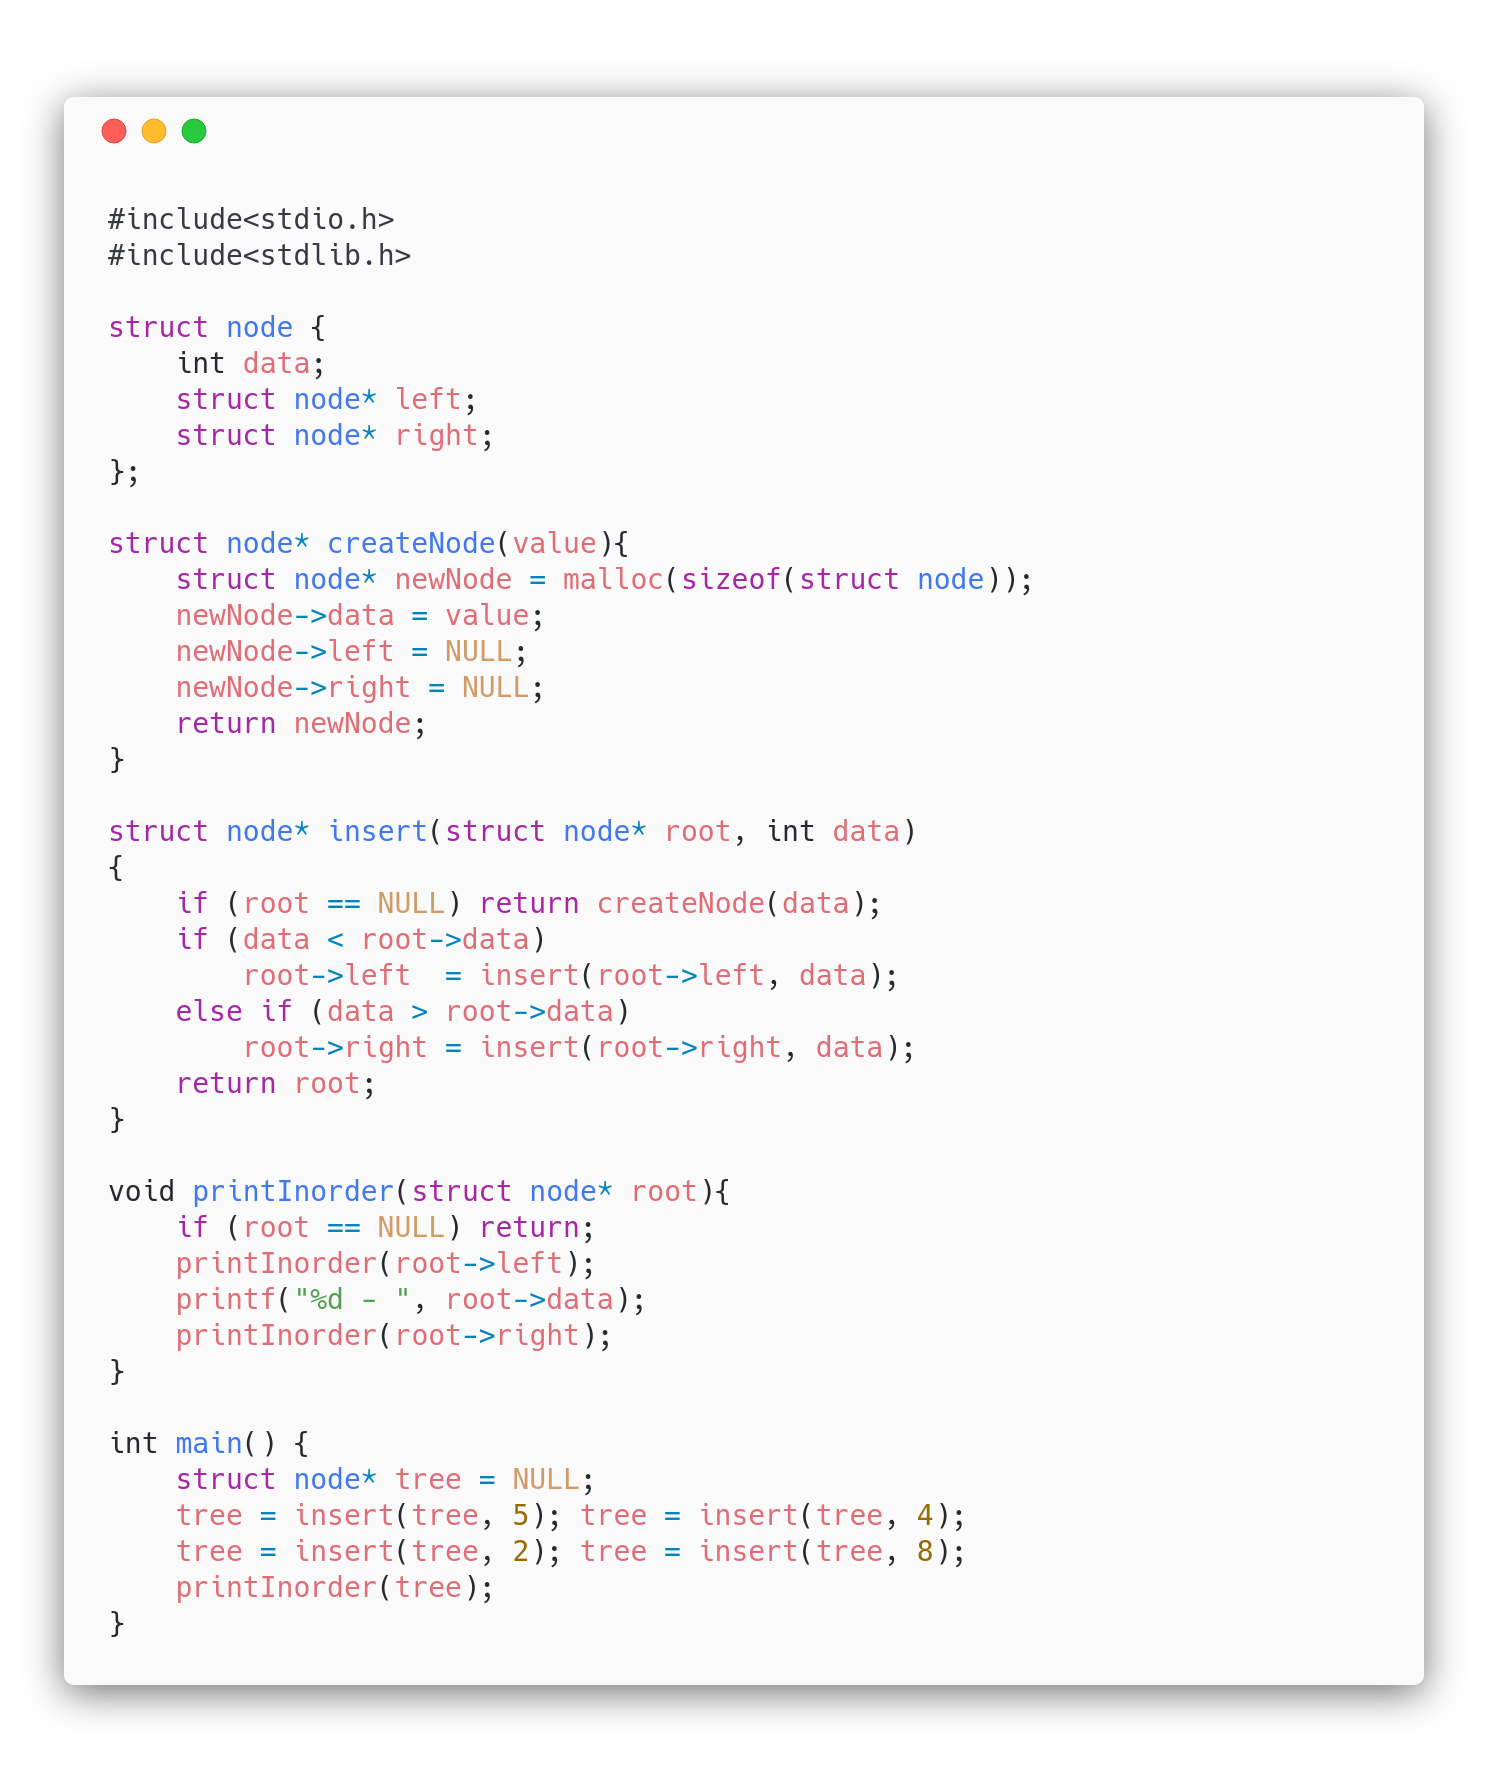 #include<stdio.h>
#include<stdlib.h>

struct node {
    int data;
    struct node* left;
    struct node* right;
};

struct node* createNode(value){
    struct node* newNode = malloc(sizeof(struct node));
    newNode->data = value;
    newNode->left = NULL;
    newNode->right = NULL;
    return newNode;
}

struct node* insert(struct node* root, int data)
{
    if (root == NULL) return createNode(data);
    if (data < root->data)
        root->left  = insert(root->left, data);
    else if (data > root->data)
        root->right = insert(root->right, data);
    return root;
}

void printInorder(struct node* root){
    if (root == NULL) return;
    printInorder(root->left);
    printf("%d - ", root->data);
    printInorder(root->right);
}

int main() {
    struct node* tree = NULL;
    tree = insert(tree, 5); tree = insert(tree, 4);
    tree = insert(tree, 2); tree = insert(tree, 8);
    printInorder(tree);
}